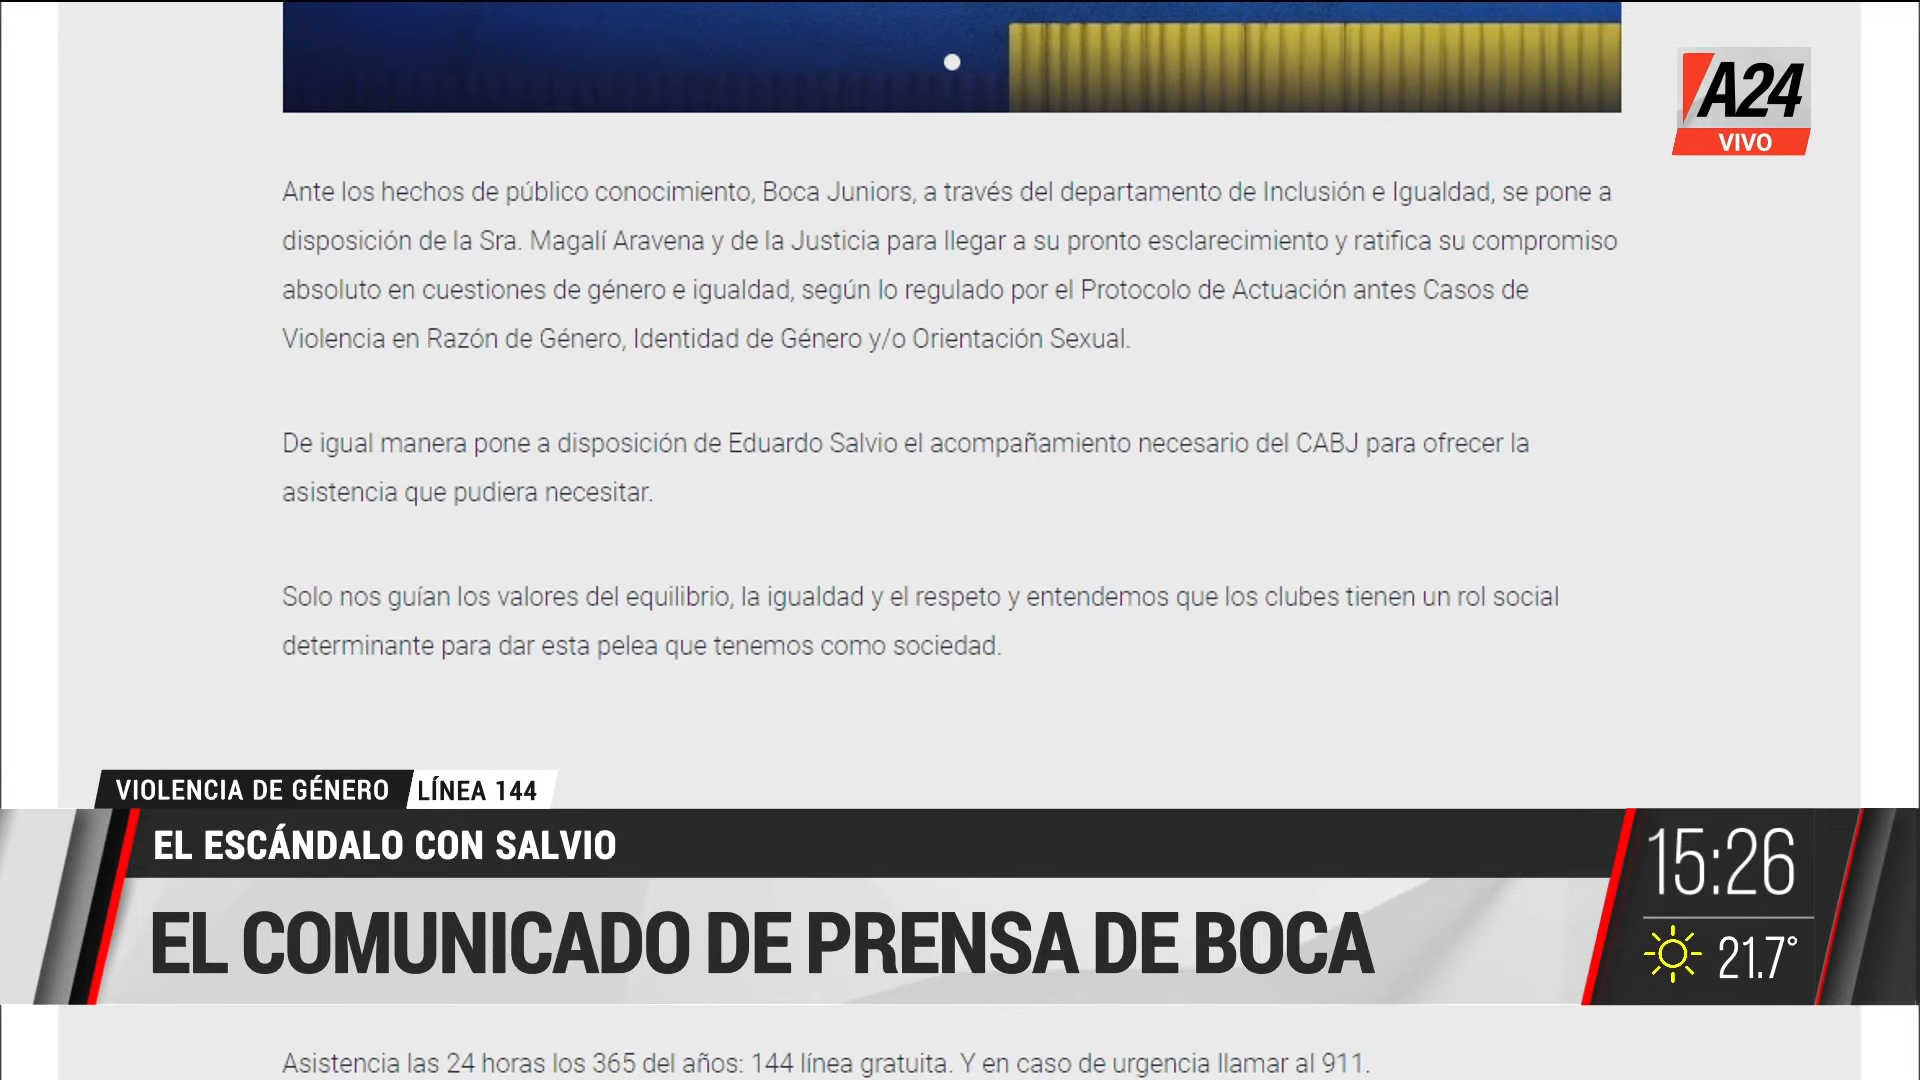 A24
VIVO
Ante los hechos de público conocimiento, Boca Juniors, a través del departamento de Inclusión e Igualdad, se pone a
disposición de la Sra. Magalí Aravena y de la Justicia para llegar a su pronto esclarecimiento y ratifica su compromiso
absoluto en cuestiones de género e igualdad, según lo regulado por el Protocolo de Actuación antes Casos de
Violencia en Razón de Género, Identidad de Género y/o Orientación Sexual.
De igual manera pone a disposición de Eduardo Salvio el acompañamiento necesario del CABJ para ofrecer la
asistencia que pudiera necesitar.
Solo nos guían los valores del equilibrio, la igualdad y el respeto y entendemos que los clubes tienen un rol social
determinante para dar esta pelea que tenemos como sociedad.
VIOLENCIA DE GÉNERO LÍNEA 144
EL ESCÁNDALO CON SALVIO
EL COMUNICADO DE PRENSA DE BOCA
15:26
21.7°
Asistencia las 24 horas los 365 del años: 144 línea gratuita. Y en caso de urgencia llamar al 911.